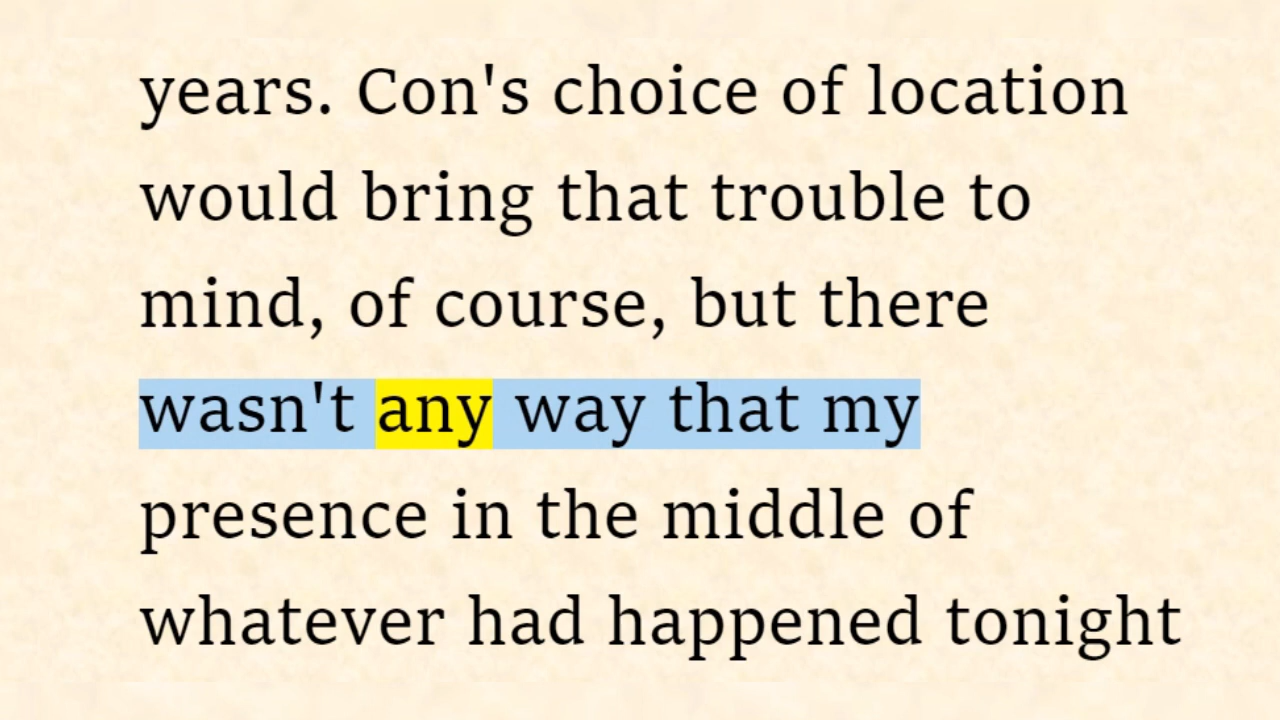 years. Con's choice of location
would bring that trouble to
mind, of course, but there
wasn't any way that my
presence in the middle of
whatever had happened tonight